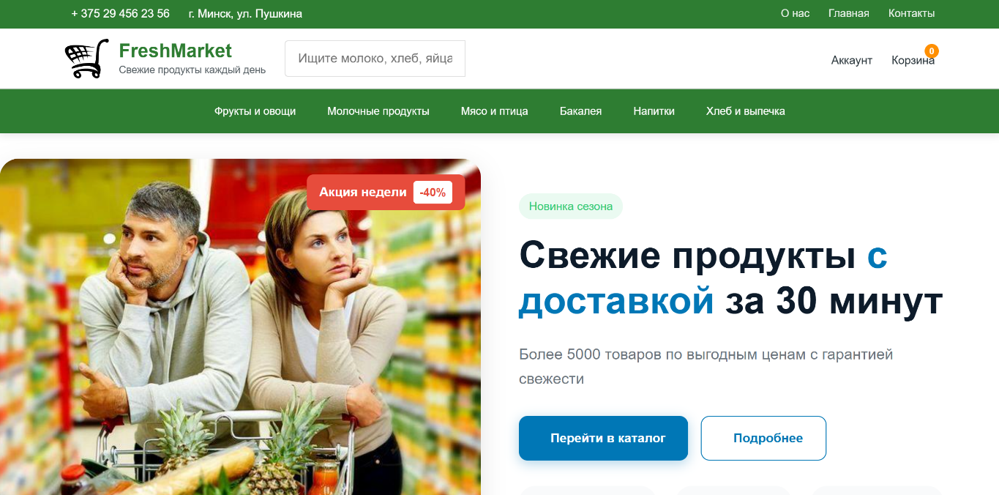 + 375 29 456 23 56
г. Минск, ул. Пушкина
О нас
Главная
Контакты
FreshMarket
Свежие продукты каждый день
Ищите молоко, хлеб, яйца
Аккаунт
Корзина
0
Фрукты и овощи
Молочные продукты
Мясо и птица
Бакалея
Напитки
Хлеб и выпечка
Акция недели -40%
Новинка сезона
Свежие продукты с
доставкой за 30 минут
Более 5000 товаров по выгодным ценам с гарантией
свежести
Перейти в каталог
Подробнее